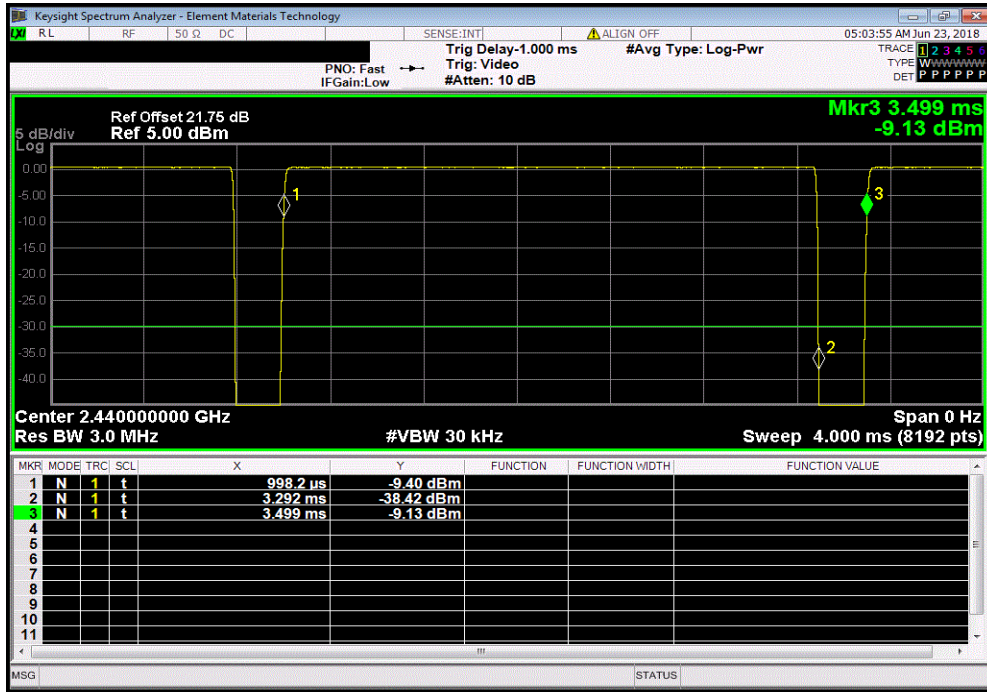 Keysight Spectrum Analyzer - Element Materials Technology
LXI RL RF 50 Ω DC SENSE:INT ALIGN OFF 05:03:55 AM Jun 23, 2018
Trig Delay-1.000 ms #Avg Type: Log-Pwr TRACE 1 2 3 4 5 6
PNO: Fast Trig: Video TYPE WWWWWW
IFGain:Low #Atten: 10 dB DET P P P P P P
Mkr3 3.499 ms
-9.13 dBm
Ref Offset 21.75 dB
5 dB/div Ref 5.00 dBm
Log
0.00
-5.00
-10.0
-15.0
-20.0
-25.0
-30.0
-35.0
-40.0
1
2
3
Center 2.440000000 GHz Span 0 Hz
Res BW 3.0 MHz #VBW 30 kHz Sweep 4.000 ms (8192 pts)
MKR MODE TRC SCL X Y FUNCTION FUNCTION WIDTH FUNCTION VALUE
1 N 1 t 998.2 µs -9.40 dBm
2 N 1 t 3.292 ms -38.42 dBm
3 N 1 t 3.499 ms -9.13 dBm
4
5
6
7
8
9
10
11
MSG STATUS